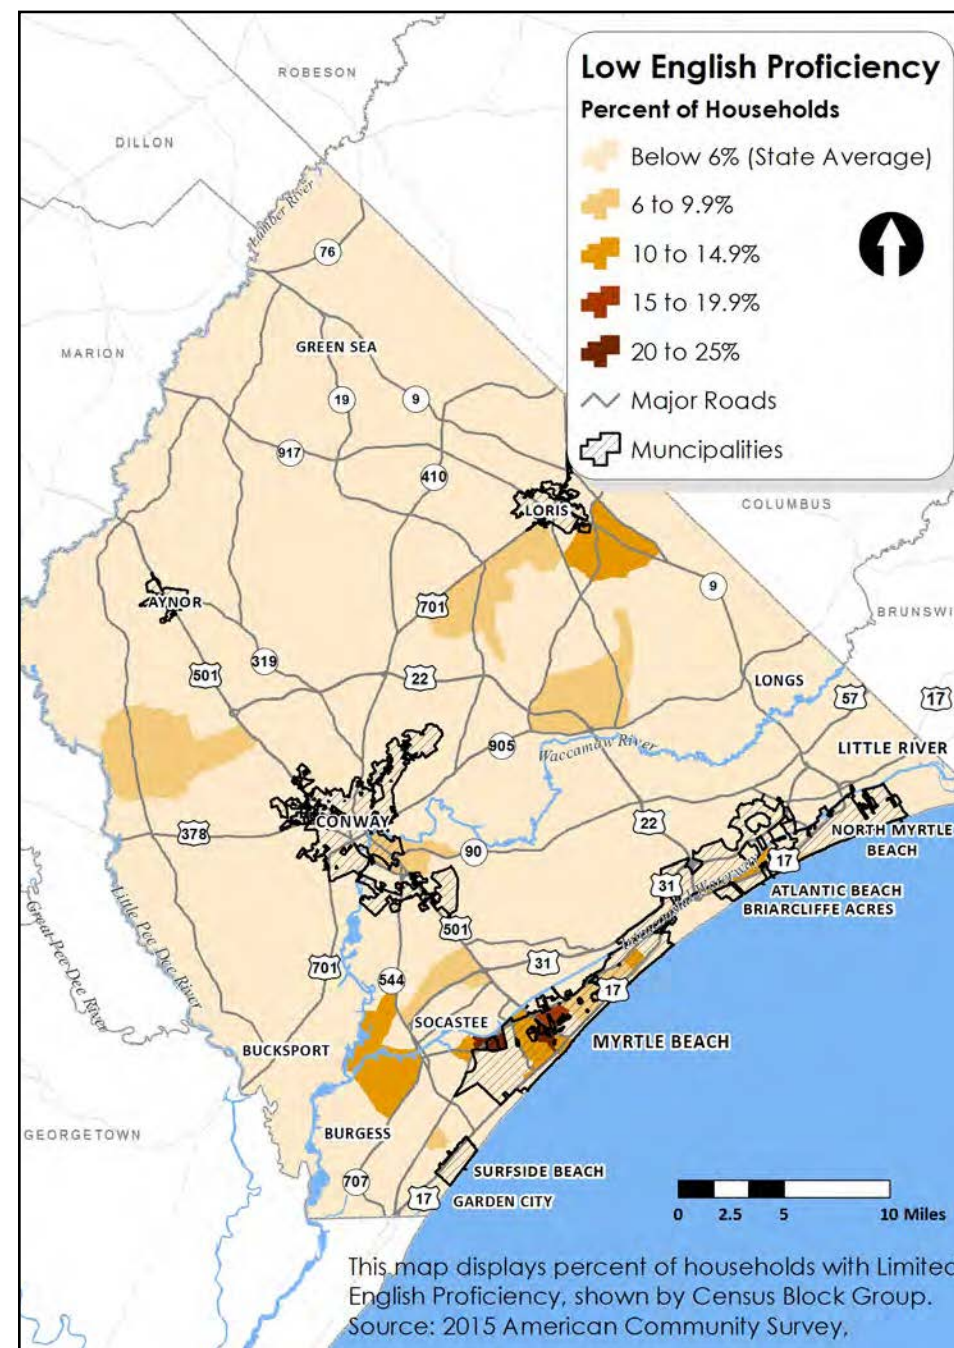 Low English Proficiency
Percent of Households
Below 6% (State Average)
6 to 9.9%
10 to 14.9%
15 to 19.9%
20 to 25%
Major Roads
Muncipalities
ROBESON
DILLON
Lumber River
76
MARION
GREEN SEA
19
9
917
410
LORIS
COLUMBUS
AYNOR
701
9
BRUNSWI
319
501
22
LONGS
57
17
905
Waccamaw River
LITTLE RIVER
CONWAY
378
22
NORTH MYRTLE
BEACH
90
17
31
ATLANTIC BEACH
BRIARCLIFFE ACRES
Intracoastal Waterway
Great Pee Dee River
Little Pee Dee River
501
701
31
544
17
SOCASTEE
MYRTLE BEACH
BUCKSPORT
GEORGETOWN
BURGESS
SURFSIDE BEACH
707
17
GARDEN CITY
0 2.5 5 10 Miles
This map displays percent of households with Limited
English Proficiency, shown by Census Block Group.
Source: 2015 American Community Survey,